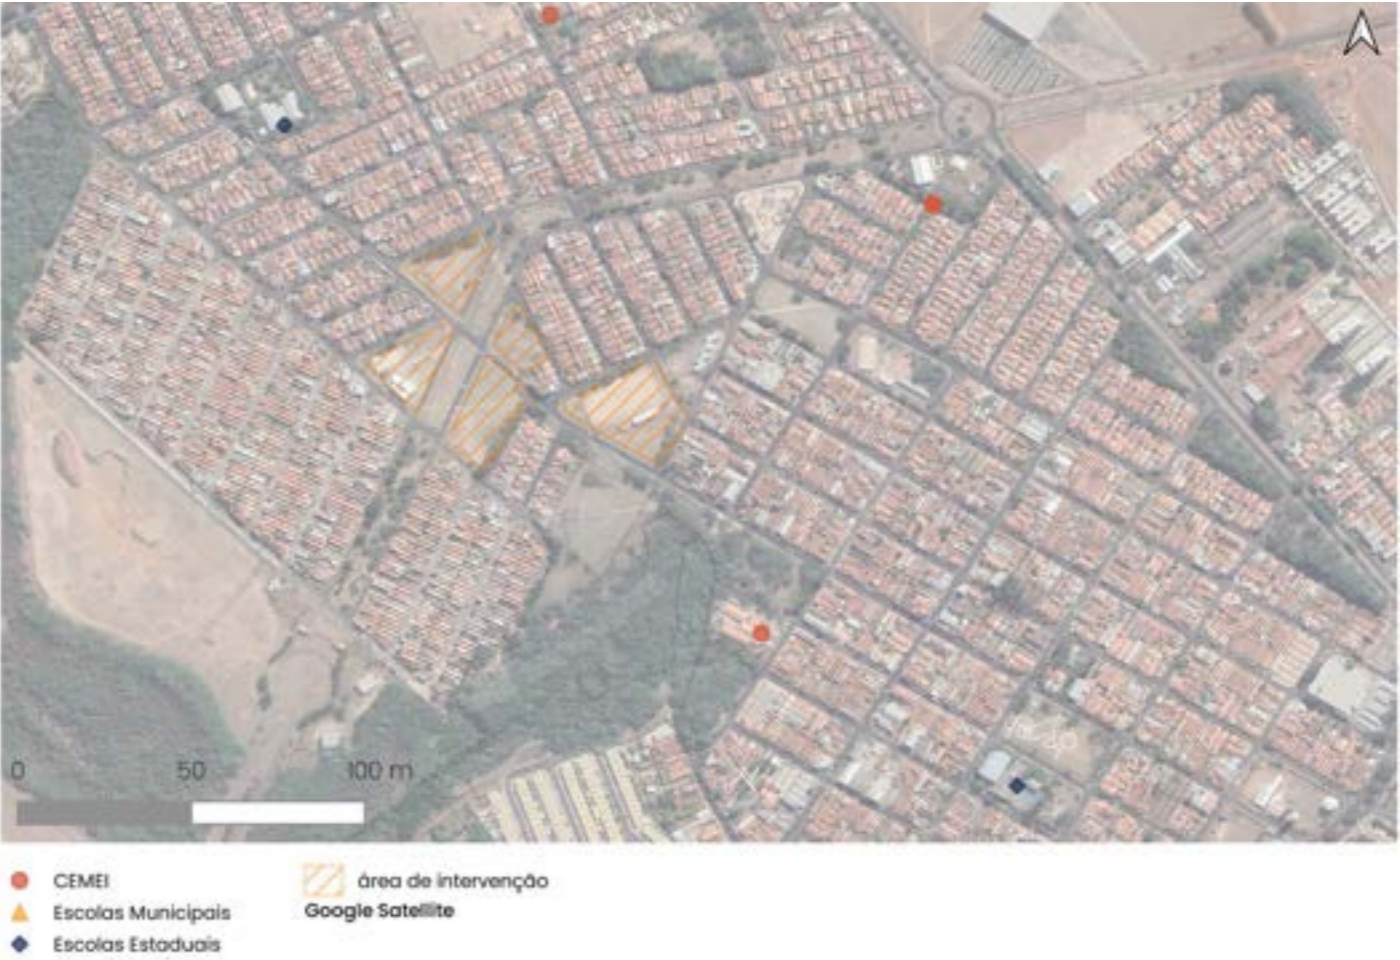 0 50 100 m
CEMEI
Escolas Municipais
Escolas Estaduais
área de intervenção
Google Satellite